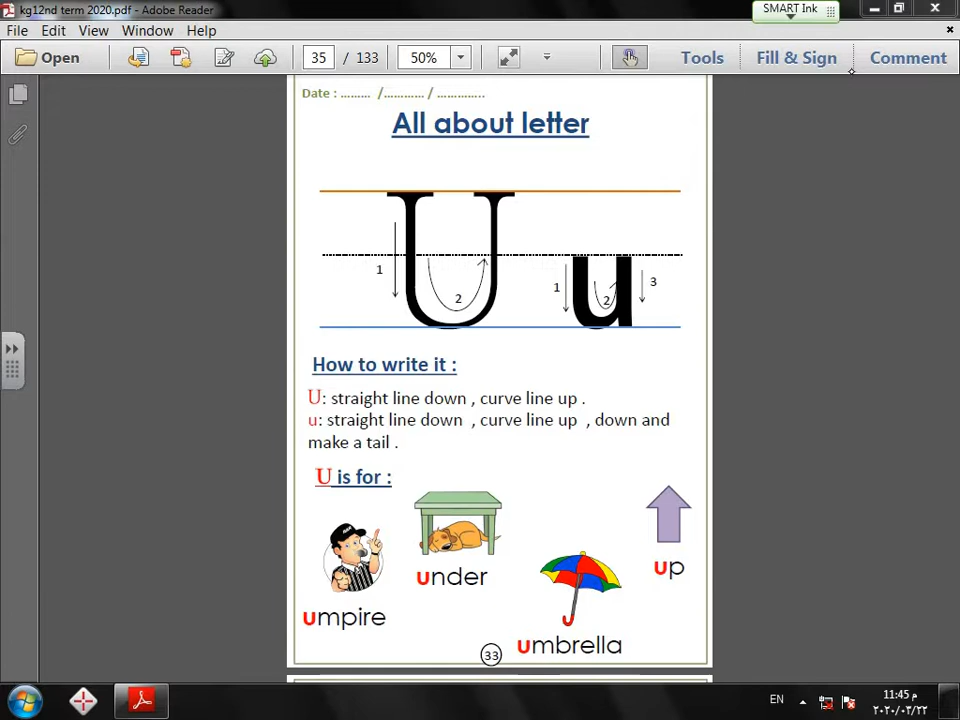 kg12nd term 2020.pdf - Adobe Reader
SMART Ink
File Edit View Window Help
Open 35 / 133 50% Tools Fill & Sign Comment
Date : ……… /………… / …………..
All about letter
U u
1 2 1 2 3
How to write it :
U: straight line down , curve line up .
u: straight line down , curve line up , down and
make a tail .
U is for :
up
under
umpire
umbrella
33
EN
11:45 م
٢٠٢٠/٠٣/٢٢